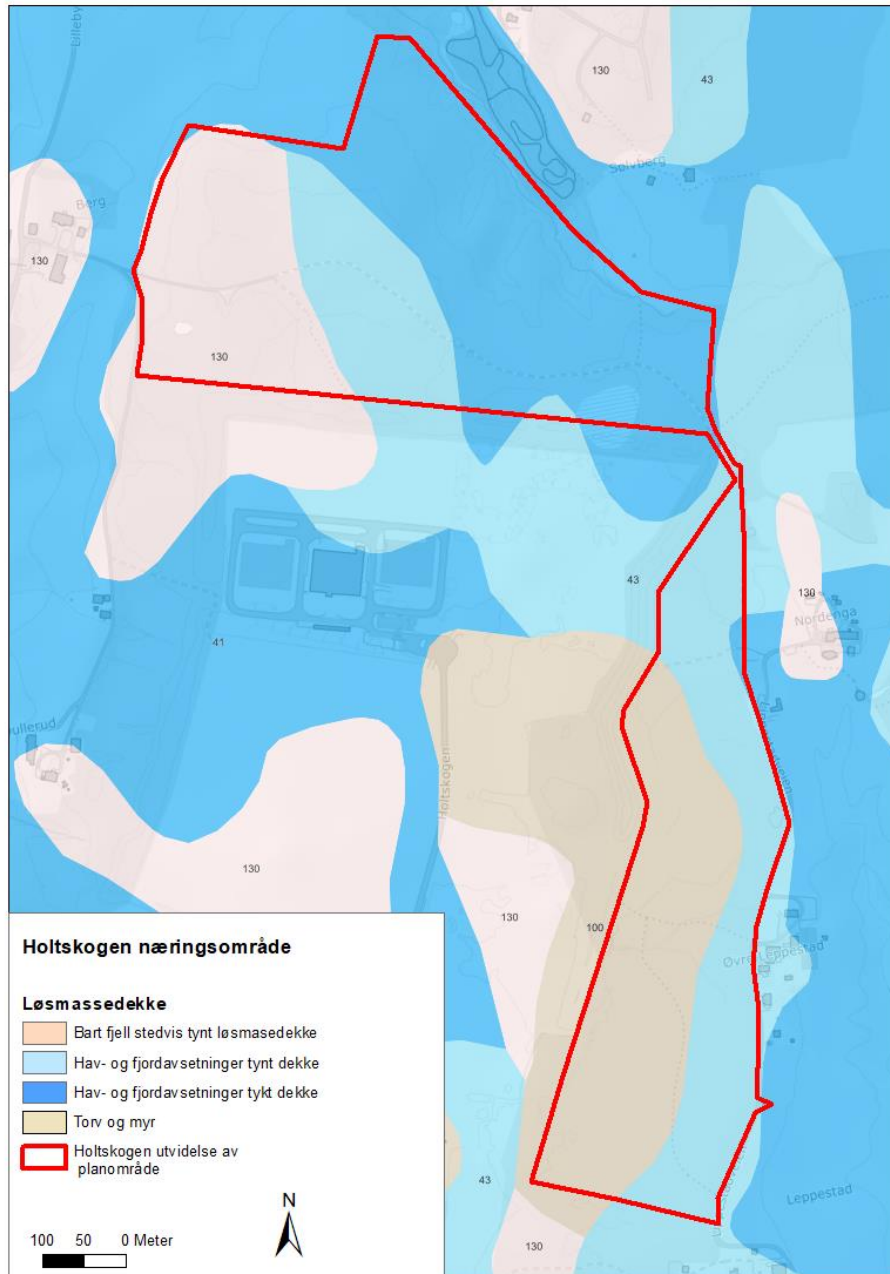 Lilleby
130
43
Solvberg
Berg
130
130
130
Nordenga
43
41
Holtskogen
130
130
100
Øvre Leppestad
Holtskogen næringsområde
Løsmassedekke
Bart fjell stedvis tynt løsmasedekke
Hav- og fjordavsetninger tynt dekke
Hav- og fjordavsetninger tykt dekke
Torv og myr
Holtskogen utvidelse av
planområde
N
100 50 0 Meter
43
130
Leppestad